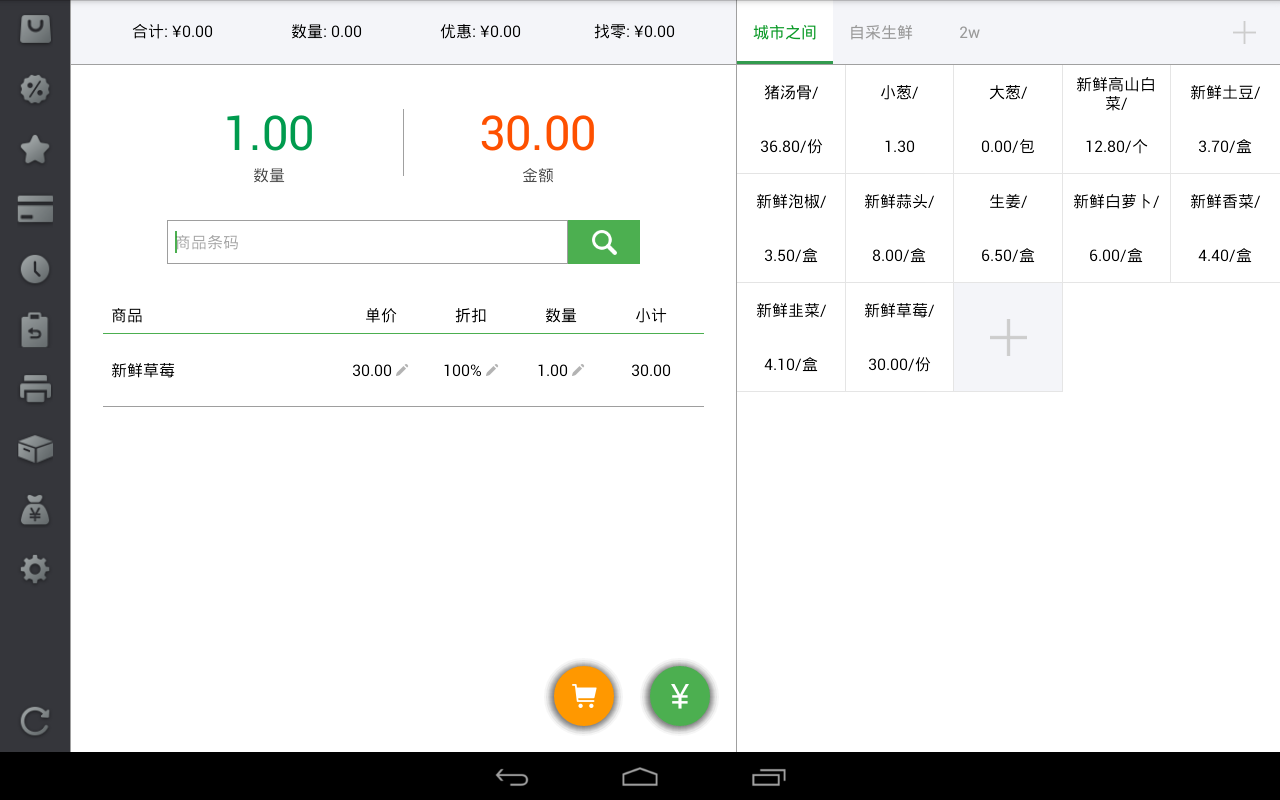 合计: ¥0.00 数量: 0.00 优惠: ¥0.00 找零: ¥0.00
城市之间 自采生鲜 2w
1.00 30.00
数量 金额
商品条码
商品 单价 折扣 数量 小计
新鲜草莓 30.00 100% 1.00 30.00
¥
猪汤骨/ 小葱/ 大葱/ 新鲜高山白
菜/ 新鲜土豆/
36.80/份 1.30 0.00/包 12.80/个 3.70/盒
新鲜泡椒/ 新鲜蒜头/ 生姜/ 新鲜白萝卜/ 新鲜香菜/
3.50/盒 8.00/盒 6.50/盒 6.00/盒 4.40/盒
新鲜韭菜/ 新鲜草莓/
4.10/盒 30.00/份